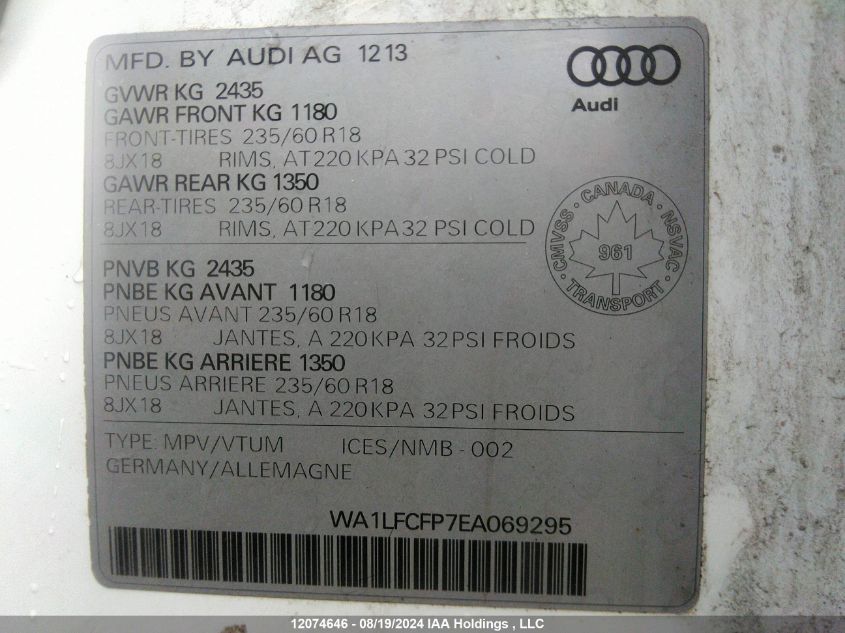 MFD. BY AUDI AG 12 13
Audi
GVWR KG 2435
GAWR FRONT KG 1180
FRONT-TIRES 235/60 R18
8JX18 RIMS, AT 220 KPA 32 PSI COLD
GAWR REAR KG 1350
REAR-TIRES 235/60 R18
8JX18 RIMS, AT 220 KPA 32 PSI COLD
CMVSS · CANADA · NSVAC · TRANSPORT ·
961
PNVB KG 2435
PNBE KG AVANT 1180
PNEUS AVANT 235/60 R18
8JX18 JANTES, A 220 KPA 32 PSI FROIDS
PNBE KG ARRIERE 1350
PNEUS ARRIERE 235/60 R18
8JX18 JANTES, A 220 KPA 32 PSI FROIDS
TYPE: MPV/VTUM ICES/NMB - 002
GERMANY/ALLEMAGNE
WA1LFCFP7EA069295
12074646 - 08/19/2024 IAA Holdings , LLC